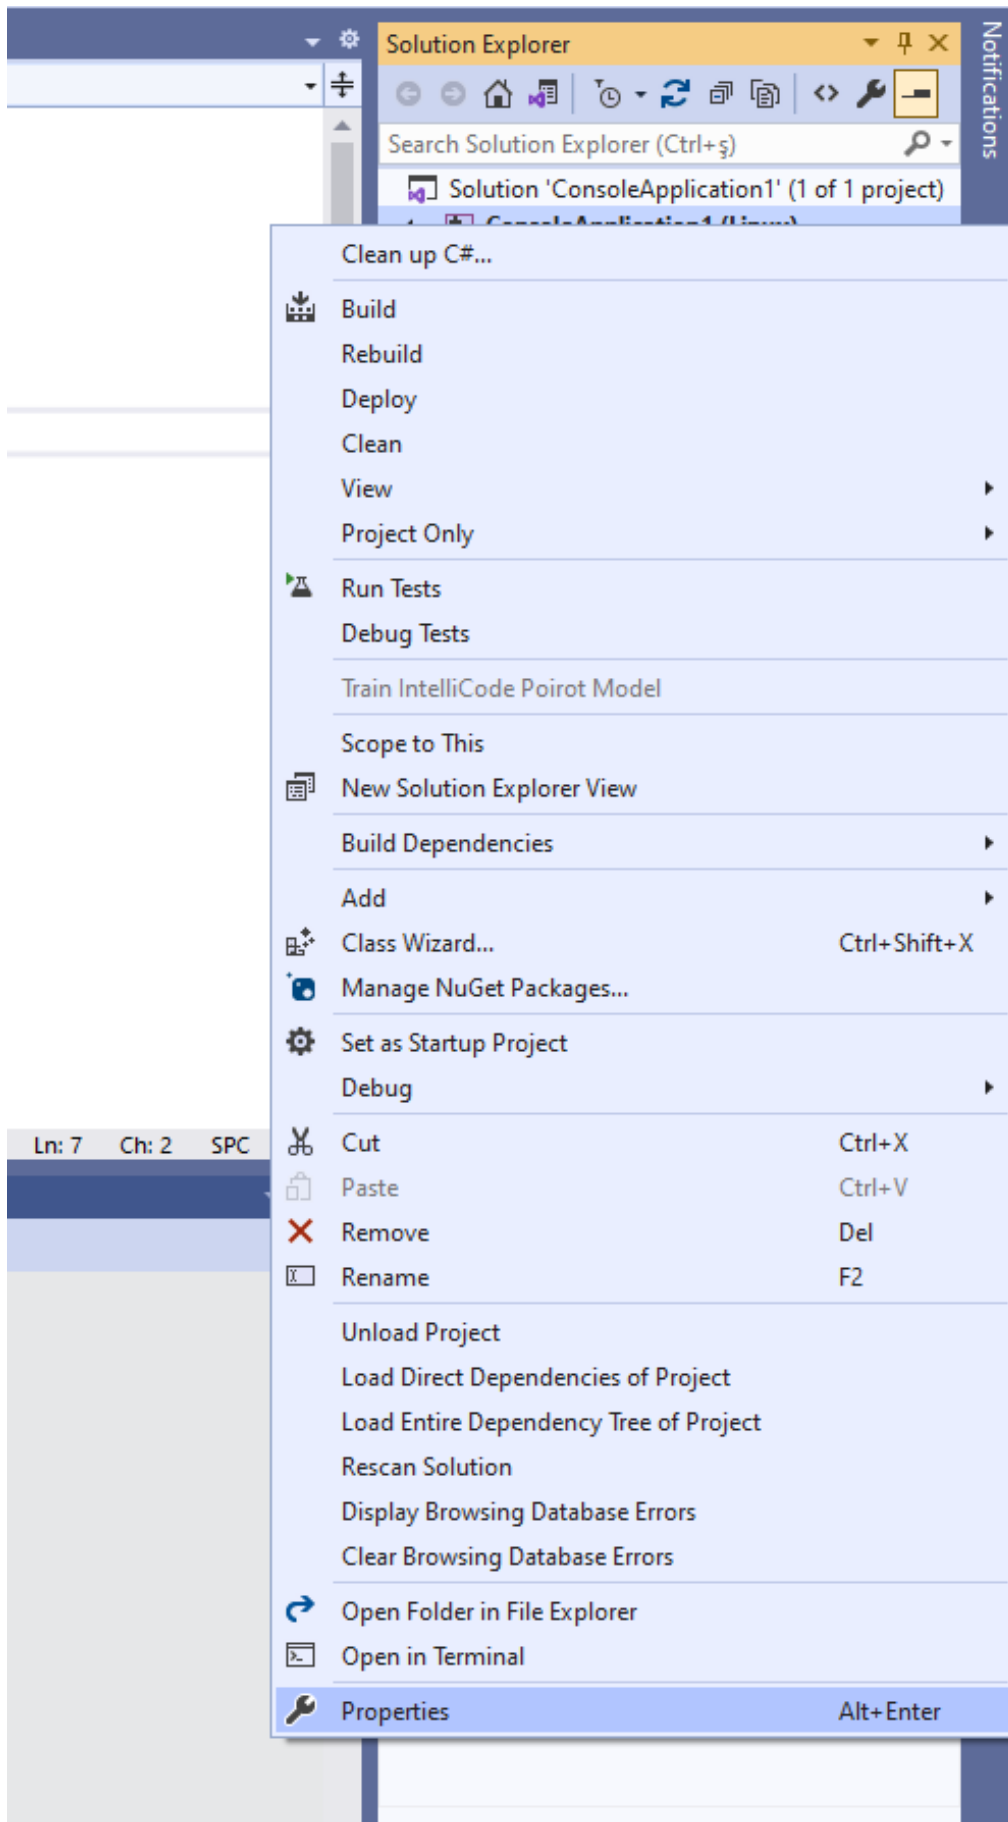 Solution Explorer
Notifications
Search Solution Explorer (Ctrl+ş)
Solution 'ConsoleApplication1' (1 of 1 project)
ConsoleApplication1 (Linux)
Clean up C#...
Build
Rebuild
Deploy
Clean
View
Project Only
Run Tests
Debug Tests
Train IntelliCode Poirot Model
Scope to This
New Solution Explorer View
Build Dependencies
Add
Class Wizard... Ctrl+Shift+X
Manage NuGet Packages...
Set as Startup Project
Debug
Ln: 7 Ch: 2 SPC
Cut Ctrl+X
Paste Ctrl+V
Remove Del
Rename F2
Unload Project
Load Direct Dependencies of Project
Load Entire Dependency Tree of Project
Rescan Solution
Display Browsing Database Errors
Clear Browsing Database Errors
Open Folder in File Explorer
Open in Terminal
Properties Alt+Enter